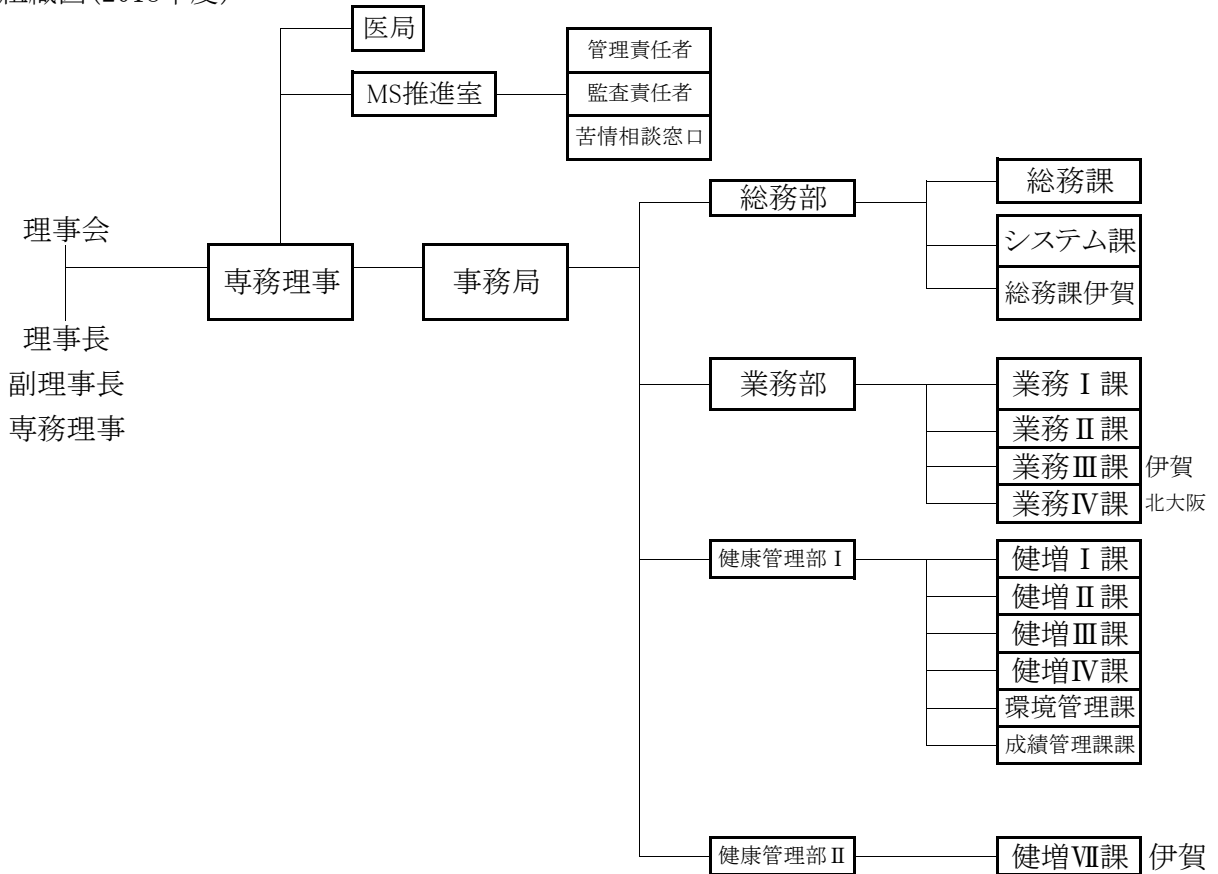 医局
管理責任者
MS推進室
監査責任者
苦情相談窓口
総務部
総務課
理事会
システム課
専務理事
事務局
総務課伊賀
理事長
副理事長
専務理事
業務部
業務Ⅰ課
業務Ⅱ課
業務Ⅲ課 伊賀
業務Ⅳ課 北大阪
健康管理部Ⅰ
健増Ⅰ課
健増Ⅱ課
健増Ⅲ課
健増Ⅳ課
環境管理課
成績管理課課
健康管理部Ⅱ
健増Ⅶ課 伊賀